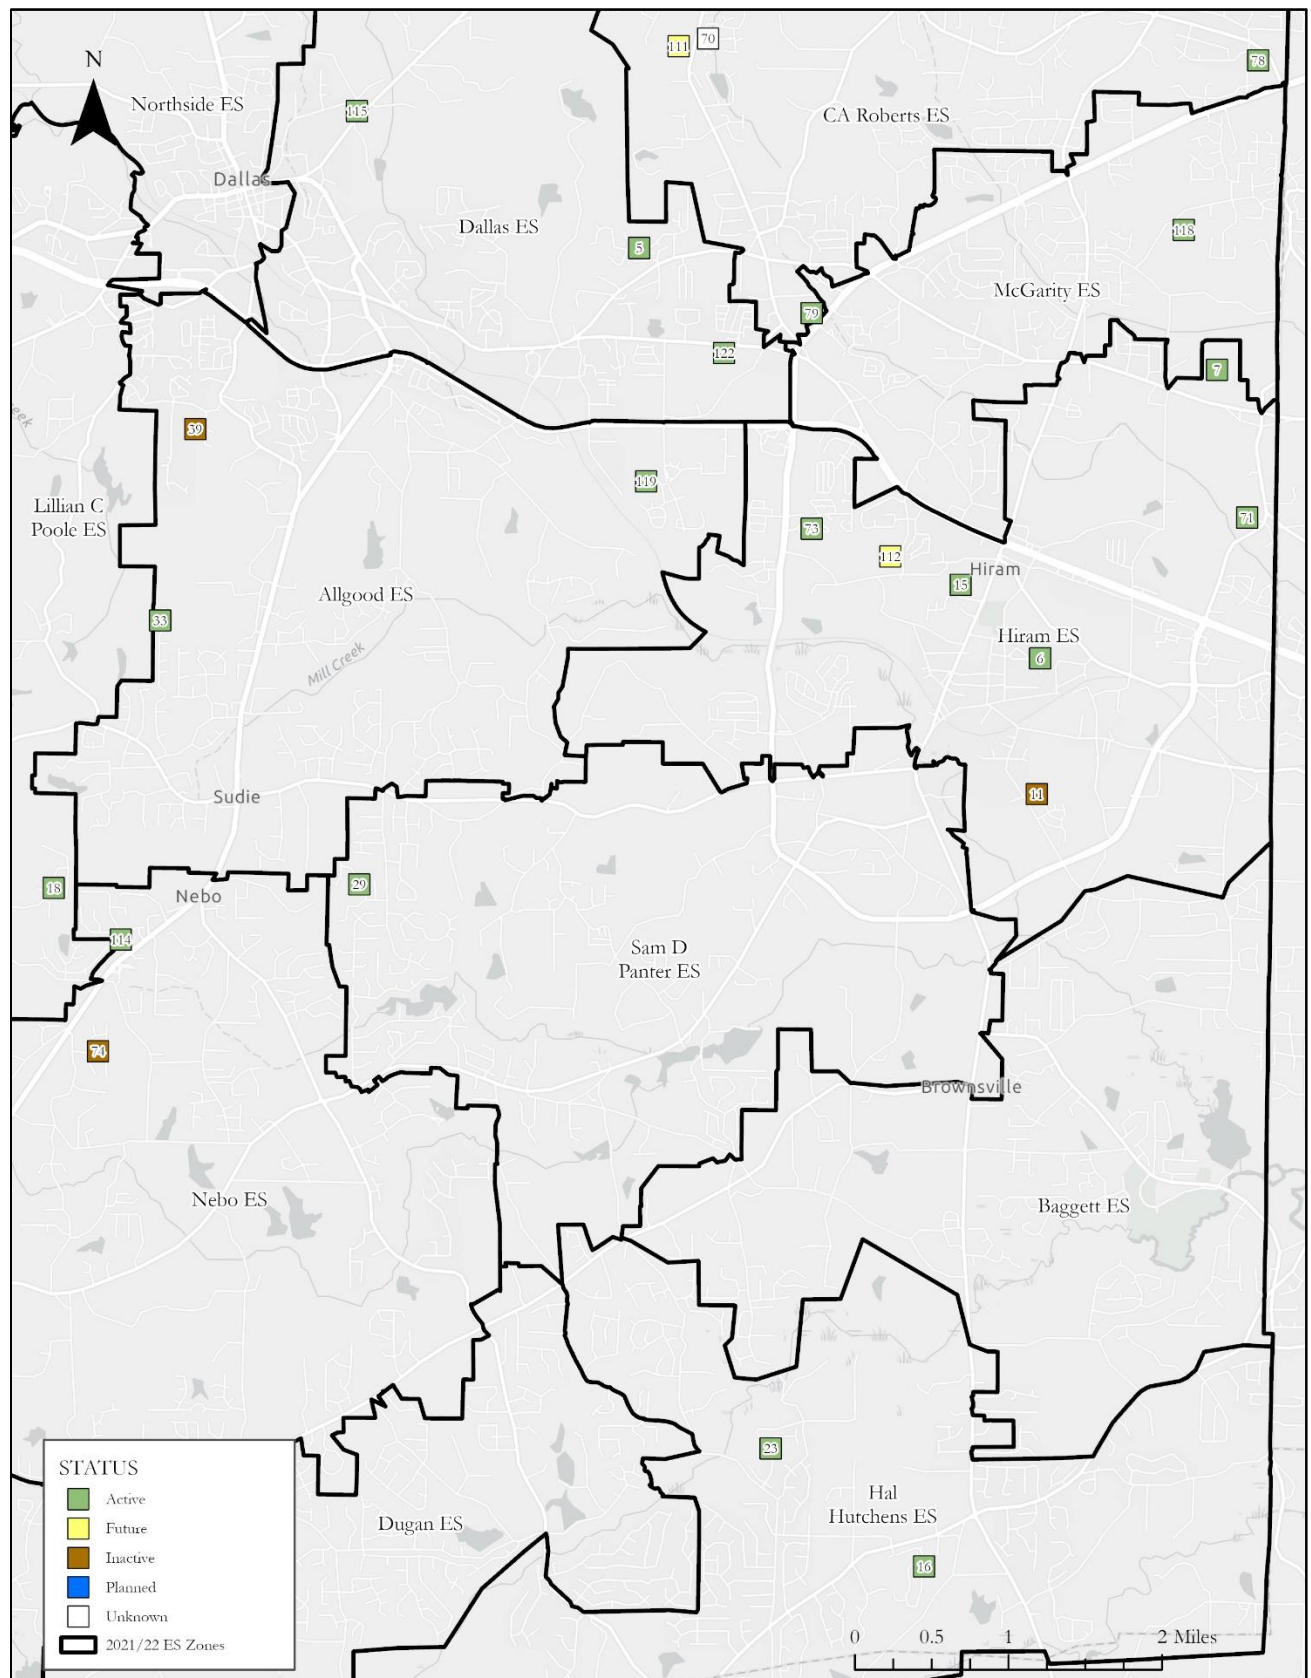 N
111
70
78
Northside ES
115
CA Roberts ES
Dallas
118
Dallas ES
5
McGarity ES
79
122
7
39
119
Lillian C
Poole ES
71
73
112
Hiram
15
Allgood ES
33
Hiram ES
6
Mill Creek
Sudie
11
18
29
Nebo
114
Sam D
Panter ES
74
Brownsville
Nebo ES
Baggett ES
23
STATUS
Active
Future
Inactive
Planned
Unknown
2021/22 ES Zones
Dugan ES
Hal
Hutchens ES
16
0 0.5 1 2 Miles